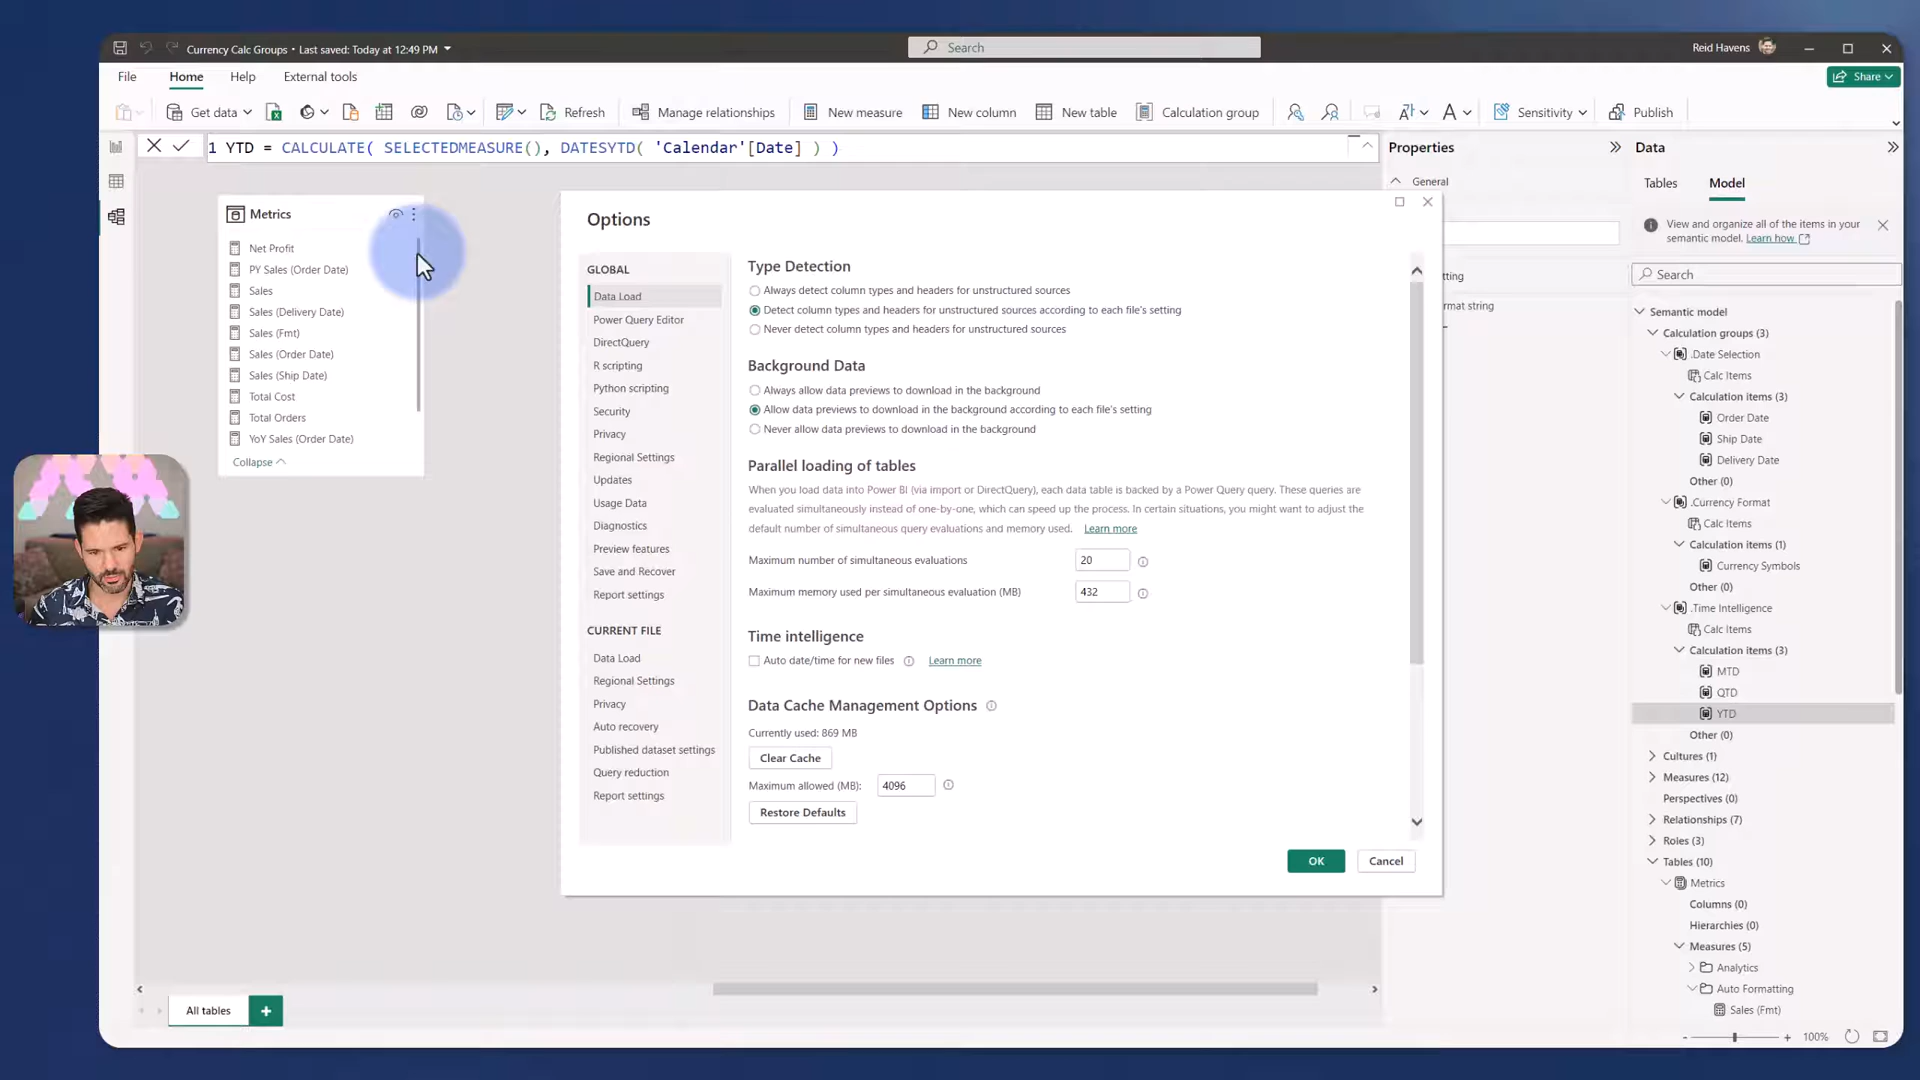 Currency Calc Groups • Last saved: Today at 12:49 PM
Search
Reid Havens
File
Home
Help
External tools
Share
Get data
Refresh
Manage relationships
New measure
New column
New table
Calculation group
Sensitivity
Publish
1 YTD = CALCULATE( SELECTEDMEASURE(), DATESYTD( 'Calendar'[Date] ) )
Metrics
Net Profit
PY Sales (Order Date)
Sales
Sales (Delivery Date)
Sales (Fmt)
Sales (Order Date)
Sales (Ship Date)
Total Cost
Total Orders
YoY Sales (Order Date)
Collapse
Options
GLOBAL
Data Load
Power Query Editor
DirectQuery
R scripting
Python scripting
Security
Privacy
Regional Settings
Updates
Usage Data
Diagnostics
Preview features
Save and Recover
Report settings
CURRENT FILE
Data Load
Regional Settings
Privacy
Auto recovery
Published dataset settings
Query reduction
Report settings
Type Detection
Always detect column types and headers for unstructured sources
Detect column types and headers for unstructured sources according to each file's setting
Never detect column types and headers for unstructured sources
Background Data
Always allow data previews to download in the background
Allow data previews to download in the background according to each file's setting
Never allow data previews to download in the background
Parallel loading of tables
When you load data into Power BI (via import or DirectQuery), each data table is backed by a Power Query query. These queries are
evaluated simultaneously instead of one-by-one, which can speed up the process. In certain situations, you might want to adjust the
default number of simultaneous query evaluations and memory used. Learn more
Maximum number of simultaneous evaluations 20
Maximum memory used per simultaneous evaluation (MB) 432
Time intelligence
Auto date/time for new files Learn more
Data Cache Management Options
Currently used: 869 MB
Clear Cache
Maximum allowed (MB): 4096
Restore Defaults
OK
Cancel
Properties
General
tting
rmat string
Data
Tables
Model
View and organize all of the items in your
semantic model. Learn how
Search
Semantic model
Calculation groups (3)
.Date Selection
Calc Items
Calculation items (3)
Order Date
Ship Date
Delivery Date
Other (0)
.Currency Format
Calc Items
Calculation items (1)
Currency Symbols
Other (0)
.Time Intelligence
Calc Items
Calculation items (3)
MTD
QTD
YTD
Other (0)
Cultures (1)
Measures (12)
Perspectives (0)
Relationships (7)
Roles (3)
Tables (10)
Metrics
Columns (0)
Hierarchies (0)
Measures (5)
Analytics
Auto Formatting
Sales (Fmt)
All tables
+
- + 100%